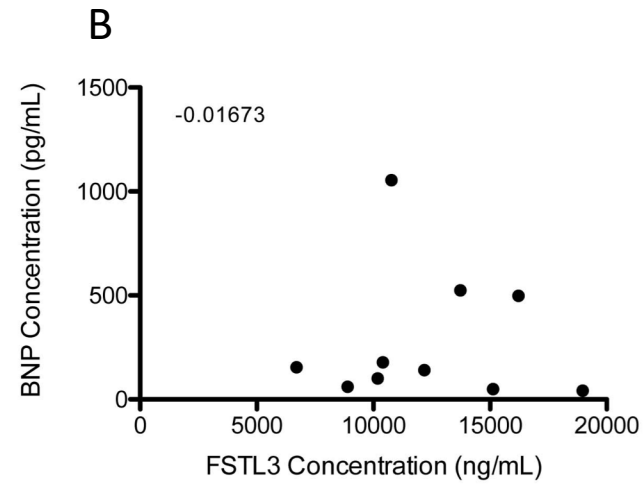 B
BNP Concentration (pg/mL)
1500
-0.01673
1000
500
0
0 5000 10000 15000 20000
FSTL3 Concentration (ng/mL)